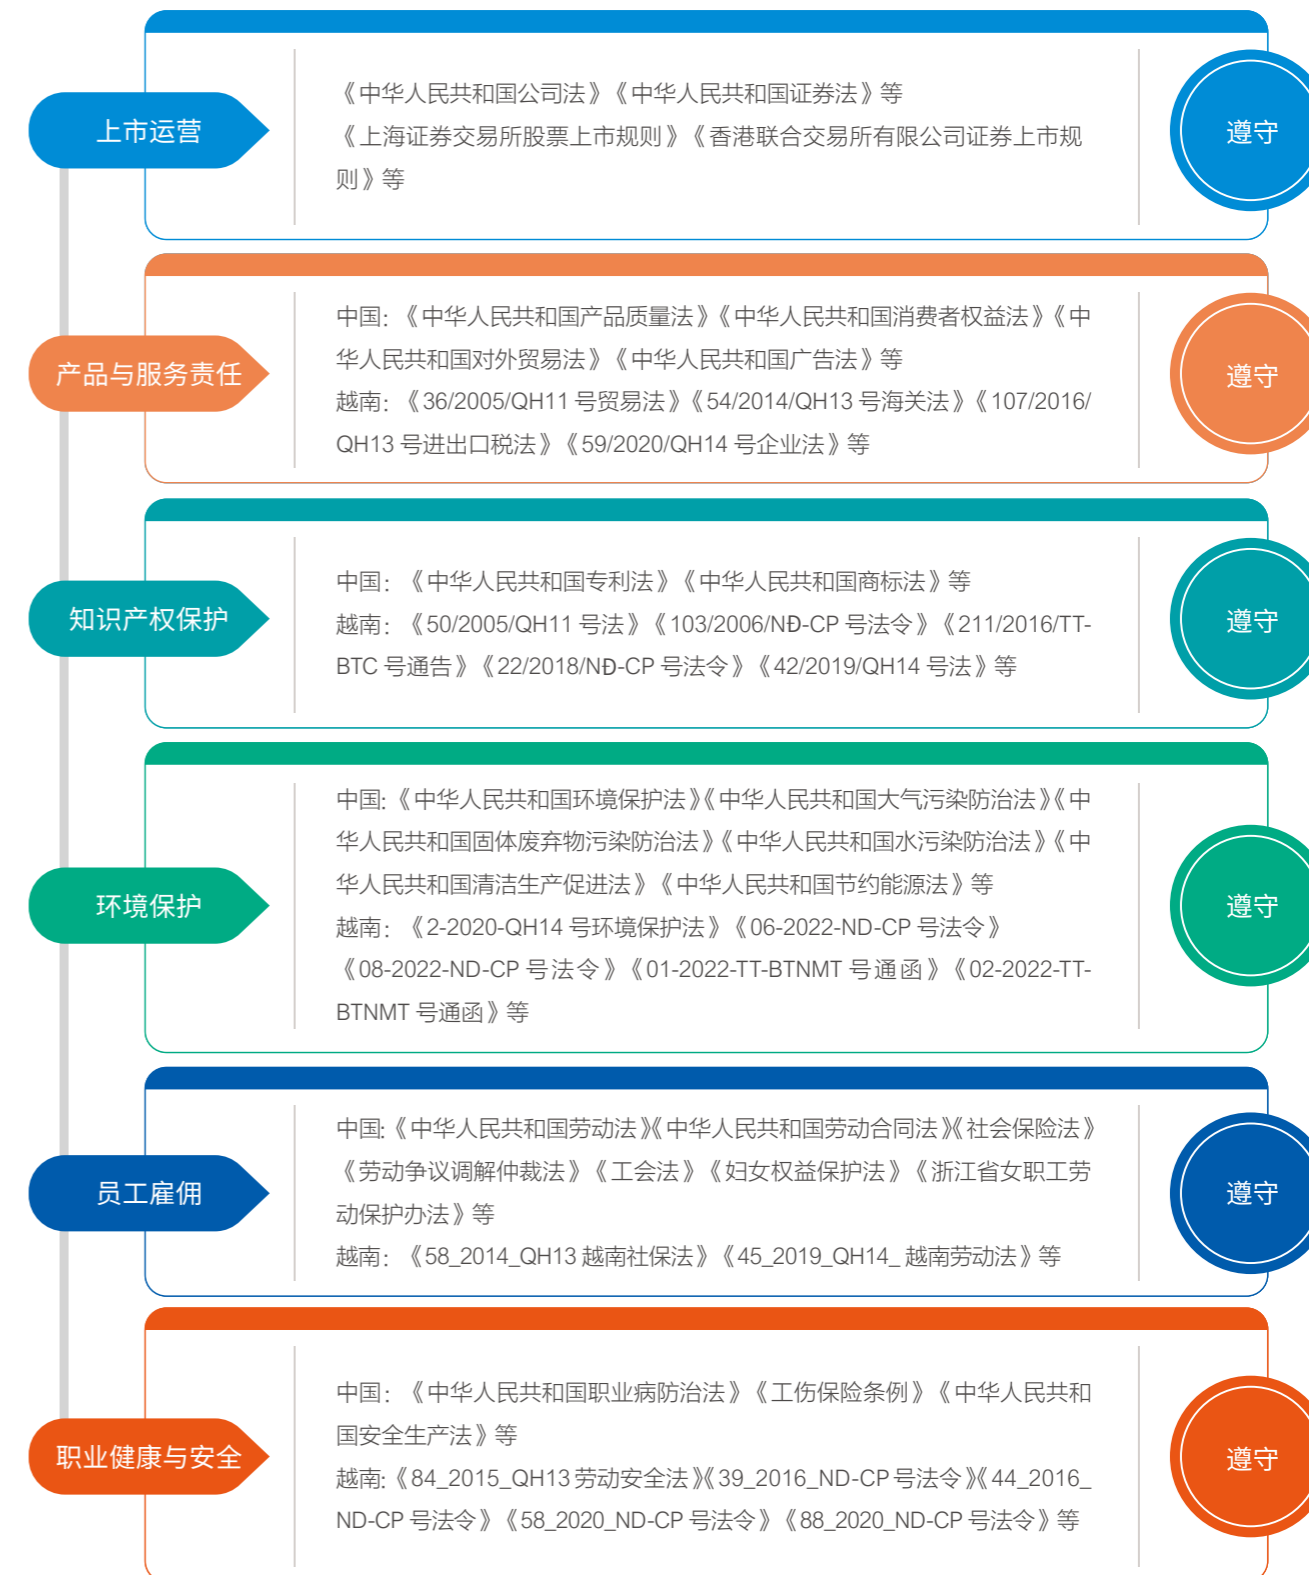 上市运营
《中华人民共和国公司法》《中华人民共和国证券法》等
《上海证券交易所股票上市规则》《香港联合交易所有限公司证券上市规
则》等
遵守
产品与服务责任
中国：《中华人民共和国产品质量法》《中华人民共和国消费者权益法》《中
华人民共和国对外贸易法》《中华人民共和国广告法》等
越南：《36/2005/QH11 号贸易法》《54/2014/QH13 号海关法》《107/2016/
QH13 号进出口税法》《59/2020/QH14 号企业法》等
遵守
知识产权保护
中国：《中华人民共和国专利法》《中华人民共和国商标法》等
越南：《50/2005/QH11 号法》《103/2006/NĐ-CP 号法令》《211/2016/TT-
BTC 号通告》《22/2018/NĐ-CP 号法令》《42/2019/QH14 号法》等
遵守
环境保护
中国:《中华人民共和国环境保护法》《中华人民共和国大气污染防治法》《中
华人民共和国固体废弃物污染防治法》《中华人民共和国水污染防治法》《中
华人民共和国清洁生产促进法》《中华人民共和国节约能源法》等
越南：《2-2020-QH14 号环境保护法》《06-2022-ND-CP 号法令》
《08-2022-ND-CP 号法令》《01-2022-TT-BTNMT 号通函》《02-2022-TT-
BTNMT 号通函》等
遵守
员工雇佣
中国:《中华人民共和国劳动法》《中华人民共和国劳动合同法》《社会保险法》
《劳动争议调解仲裁法》《工会法》《妇女权益保护法》《浙江省女职工劳
动保护办法》等
越南：《58_2014_QH13 越南社保法》《45_2019_QH14_ 越南劳动法》等
遵守
职业健康与安全
中国：《中华人民共和国职业病防治法》《工伤保险条例》《中华人民共和
国安全生产法》等
越南:《84_2015_QH13 劳动安全法》《39_2016_ND-CP 号法令》《44_2016_
ND-CP 号法令》《58_2020_ND-CP 号法令》《88_2020_ND-CP 号法令》等
遵守